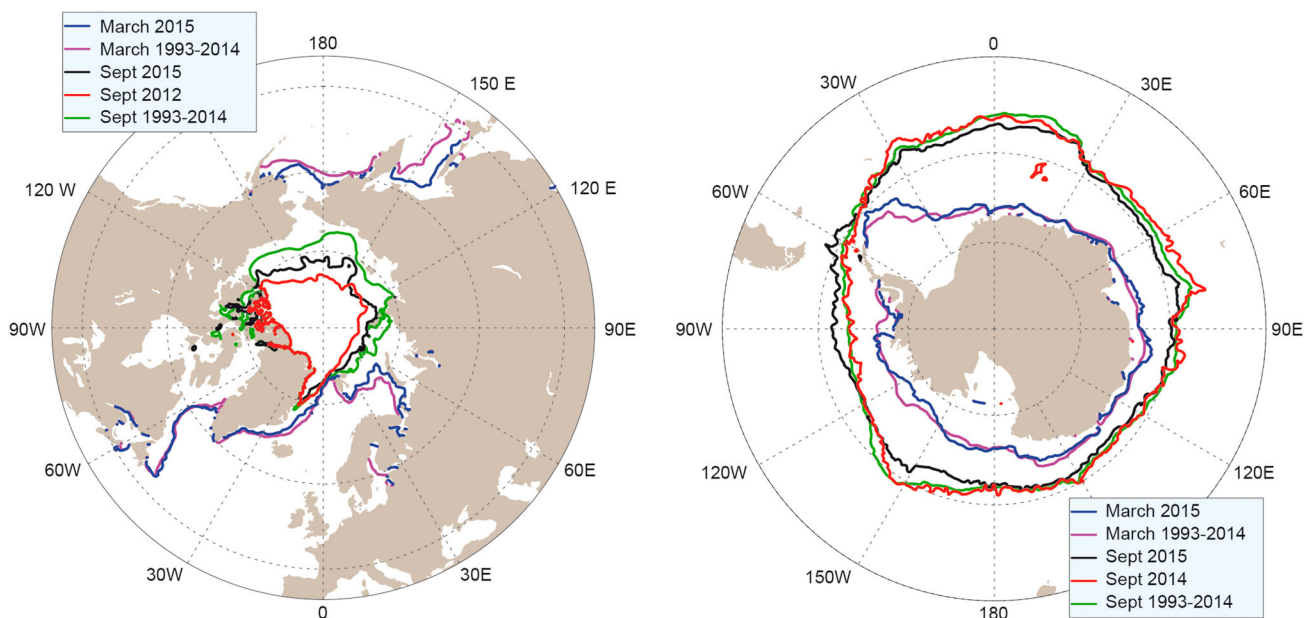 March 2015
March 1993-2014
Sept 2015
Sept 2012
Sept 1993-2014
180
150 E
120 W
120 E
90W
90E
60W
60E
30W
30E
0
0
30W
30E
60W
60E
90W
90E
120W
120E
150W
180
March 2015
March 1993-2014
Sept 2015
Sept 2014
Sept 1993-2014